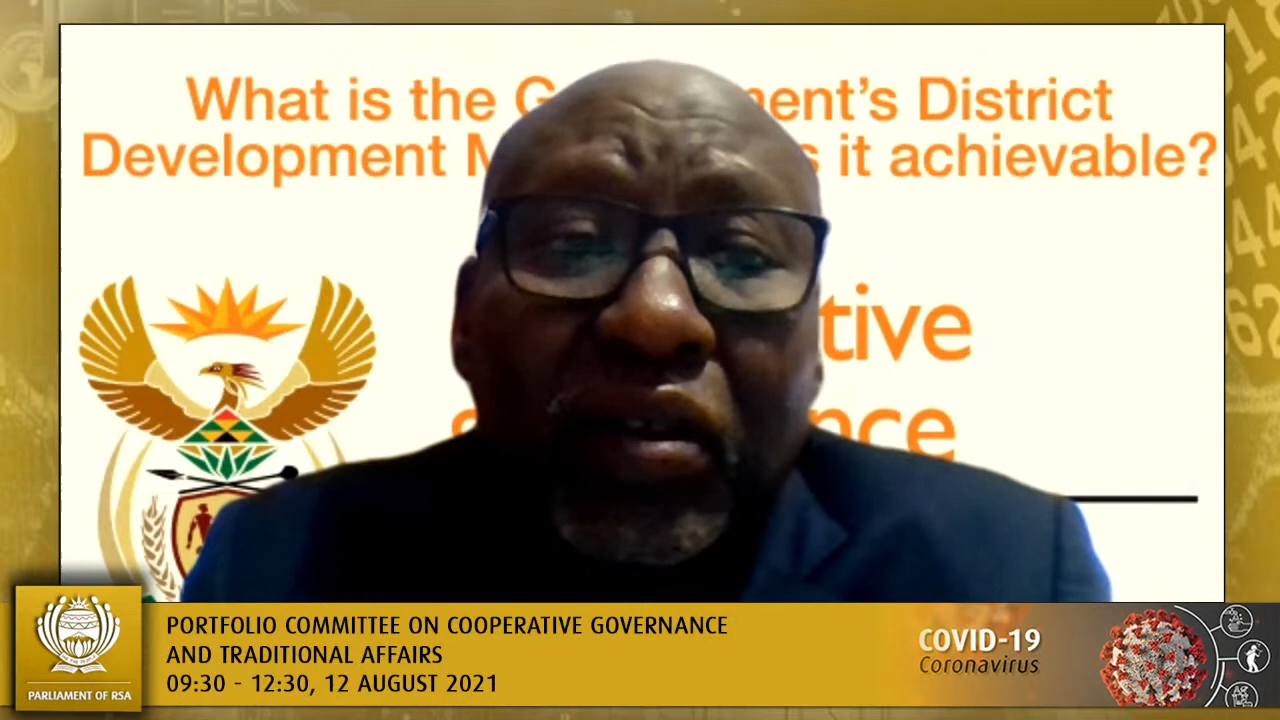 What is the G ent's District
Development M s it achievable?
tive
nce
PORTFOLIO COMMITTEE ON COOPERATIVE GOVERNANCE
AND TRADITIONAL AFFAIRS
09:30 - 12:30, 12 AUGUST 2021
PARLIAMENT OF RSA
COVID-19
Coronavirus